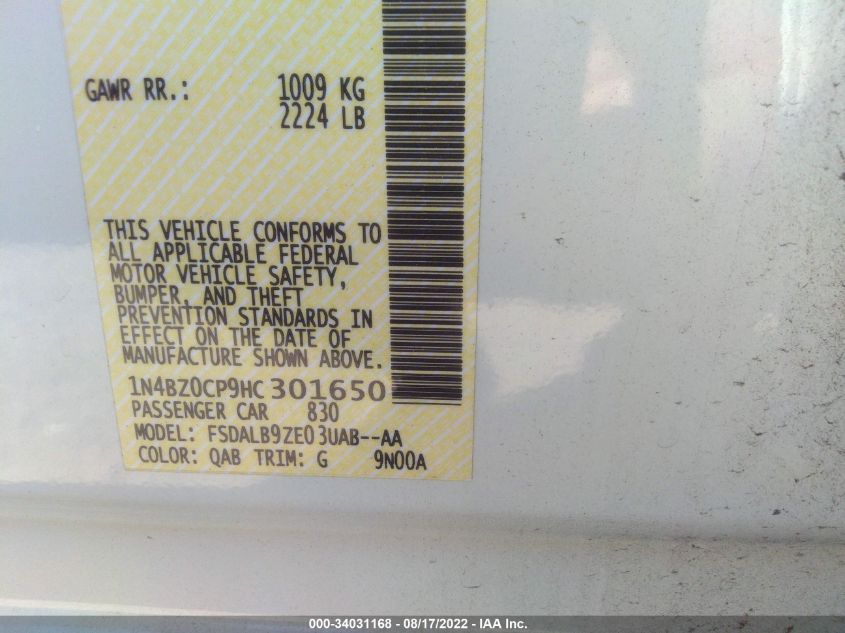 GAWR RR.: 1009 KG
2224 LB
THIS VEHICLE CONFORMS TO
ALL APPLICABLE FEDERAL
MOTOR VEHICLE SAFETY,
BUMPER, AND THEFT
PREVENTION STANDARDS IN
EFFECT ON THE DATE OF
MANUFACTURE SHOWN ABOVE.
1N4BZ0CP9HC301650
PASSENGER CAR 830
MODEL: FSDALB9ZE03UAB--AA
COLOR: QAB TRIM: G 9N00A
000-34031168 - 08/17/2022 - IAA Inc.